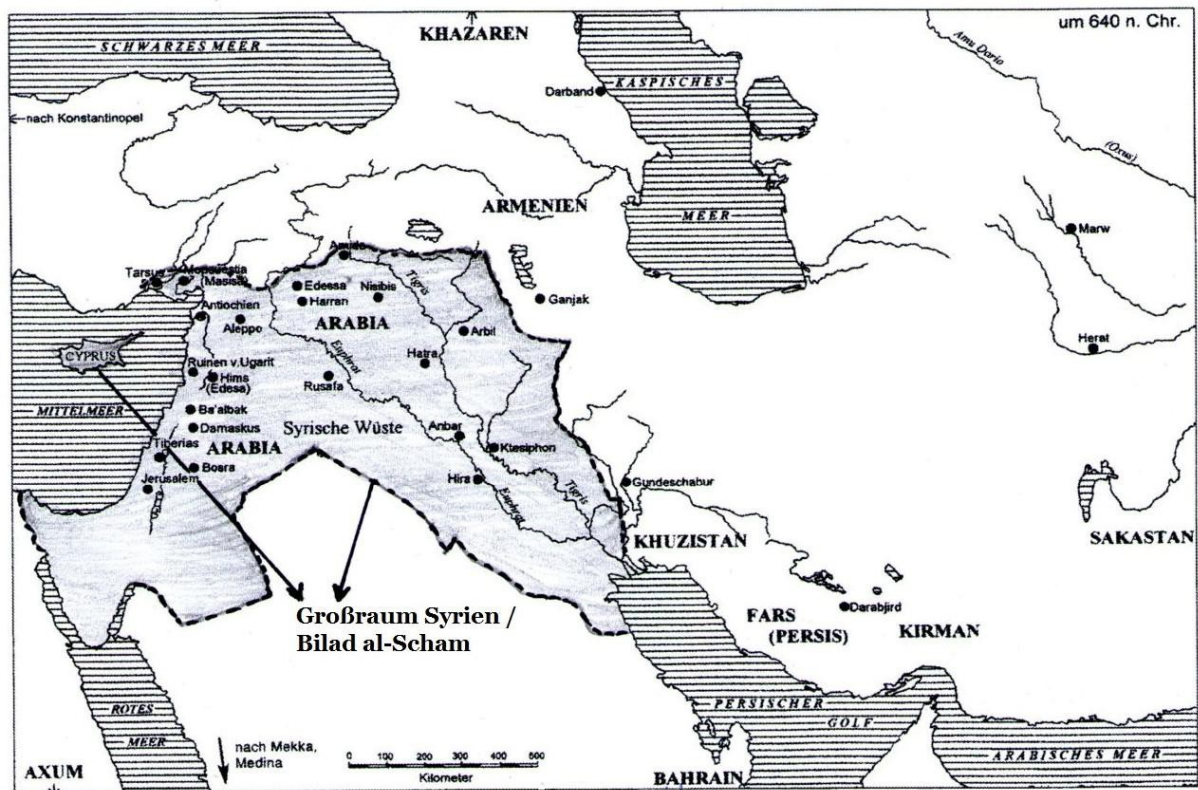 um 640 n. Chr.
KHAZAREN
SCHWARZES MEER
Amu Dario
KASPISCHES
Darband
nach Konstantinopel
(Oxus)
ARMENIEN
MEER
Marw
Amida
Tarsus
Mopsuestia
(Masisa)
Edessa
Nisibis
Tigris
Ganjak
Harran
Antiochien
Aleppo
ARABIA
Arbil
Herat
CYPRUS
Euphrat
Hatra
Ruinen v. Ugarit
Hims
(Edesa)
Rusafa
MITTELMEER
Ba'albak
Damaskus
Syrische Wüste
Anbar
Tiberias
ARABIA
Ktesiphon
Bosra
Jerusalem
Hira
Euphrat
Tigris
Gundeschabur
KHUZISTAN
SAKASTAN
Großraum Syrien /
Bilad al-Scham
Darabjird
FARS
(PERSIS)
KIRMAN
ROTES
MEER
PERSISCHER
GOLF
nach Mekka,
Medina
0 100 200 300 400 500
Kilometer
ARABISCHES MEER
AXUM
BAHRAIN